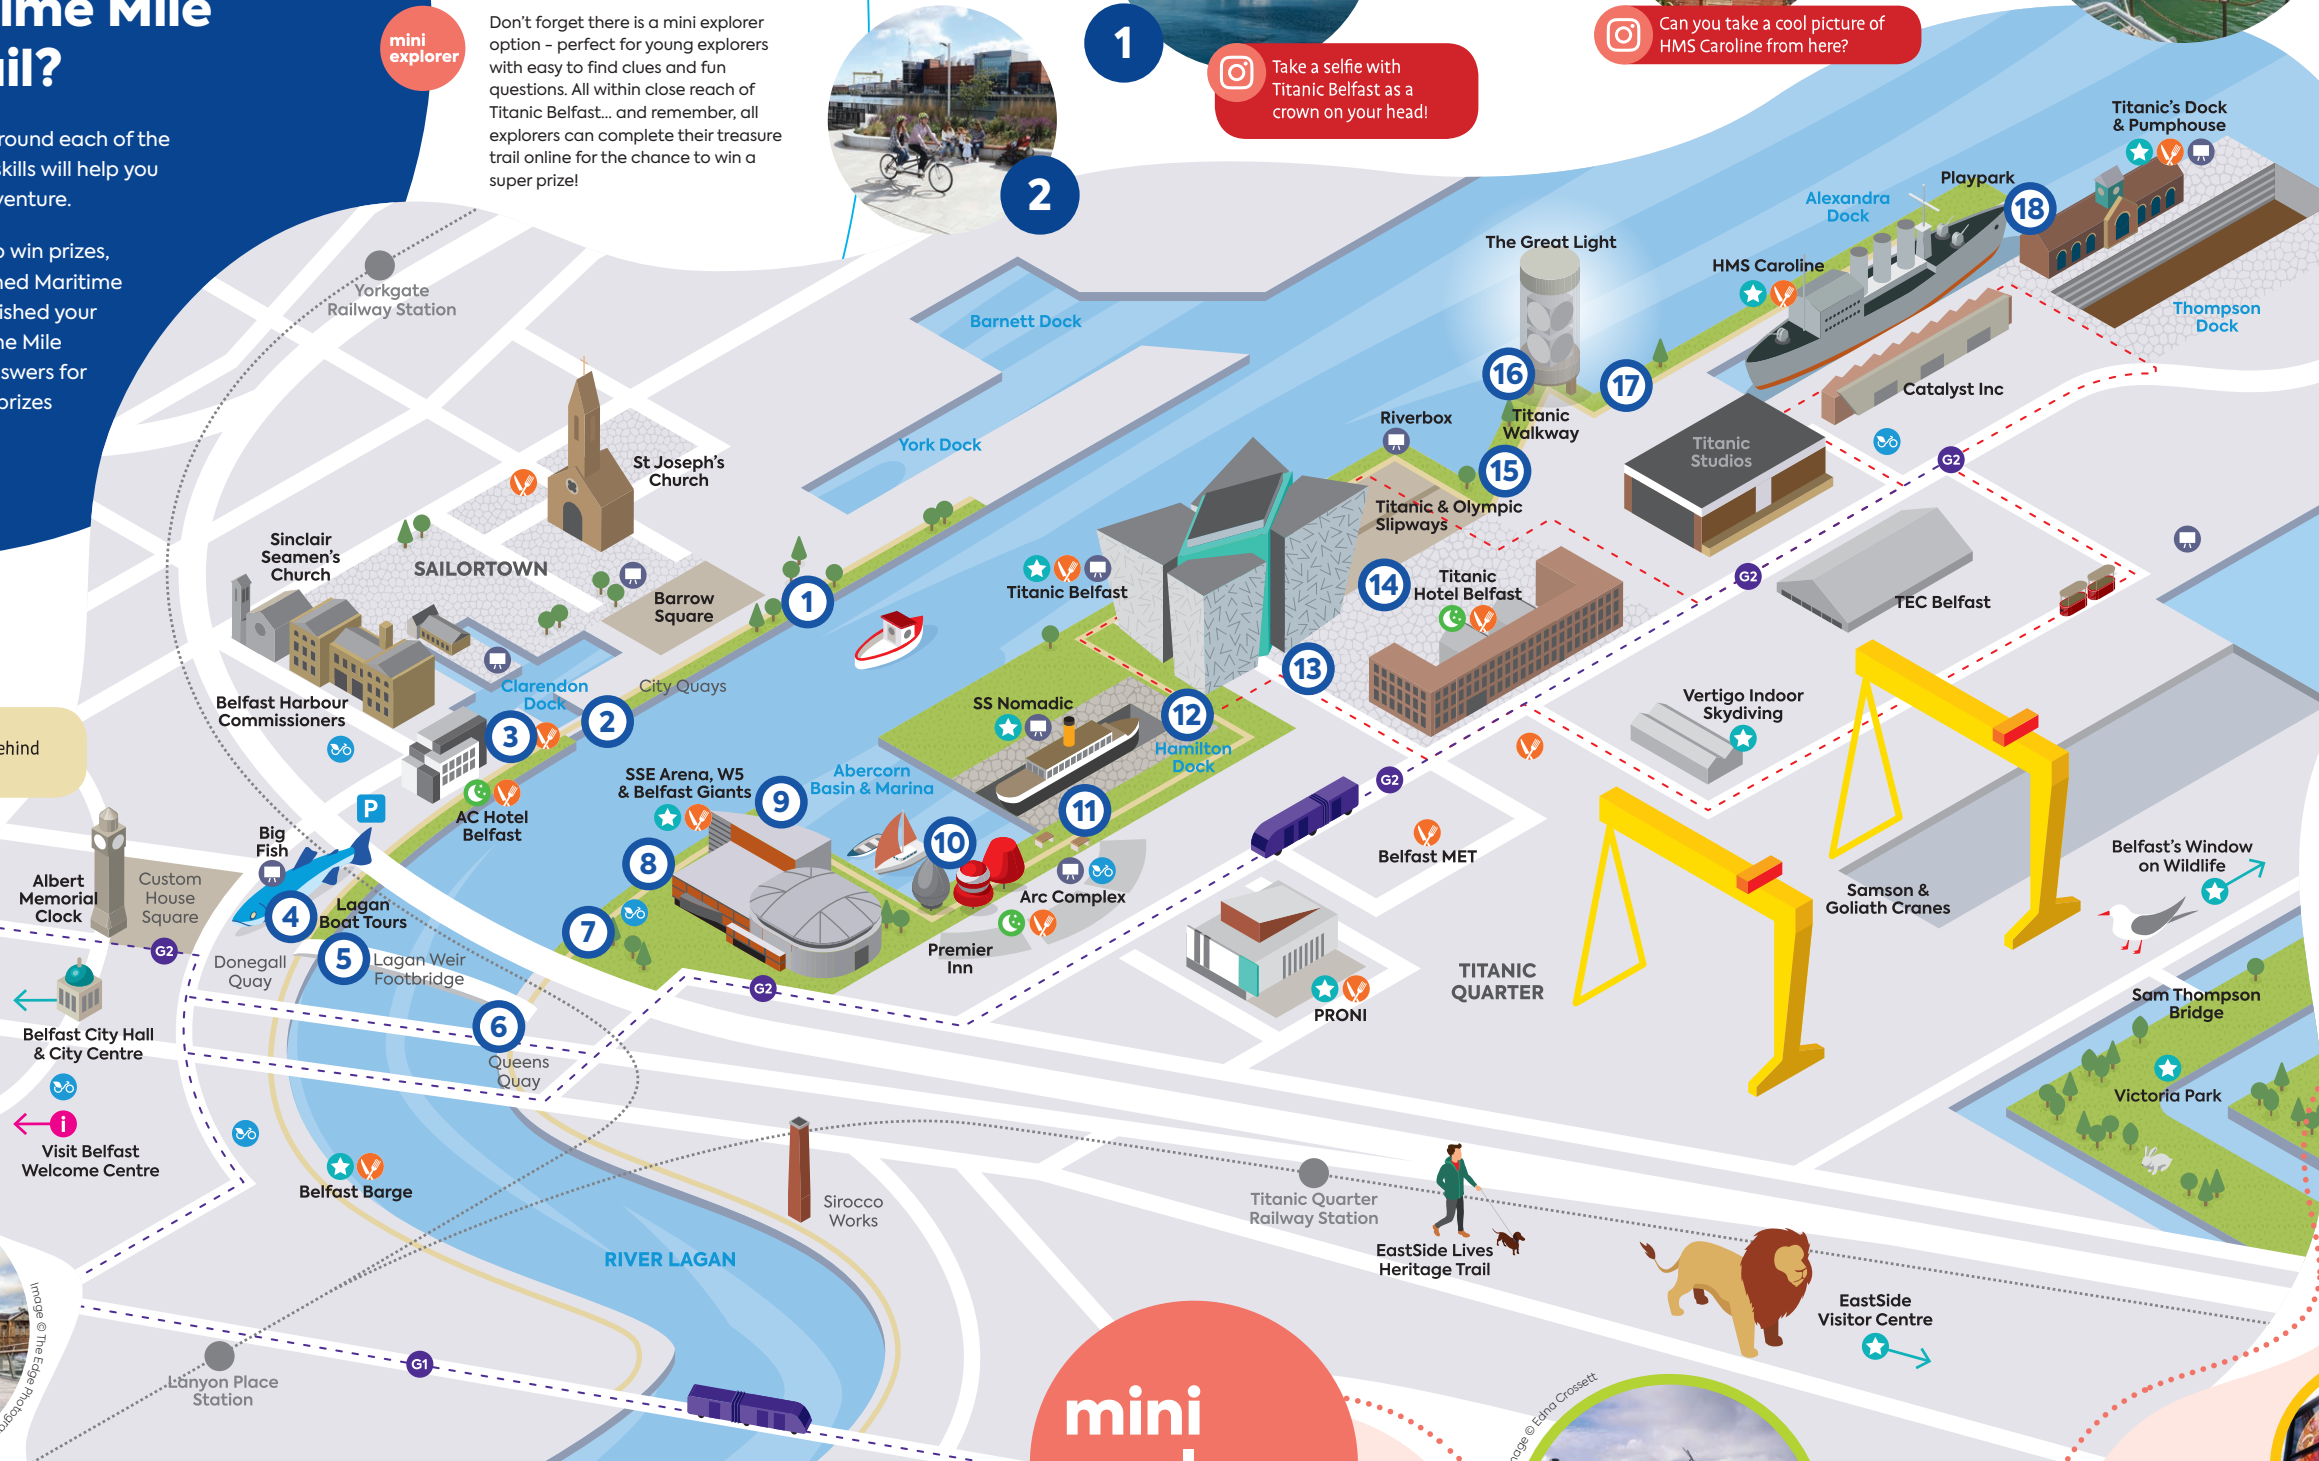 ime Mile
il?
round each of the
skills will help you
venture.
win prizes,
ned Maritime
ished your
ne Mile
swers for
prizes
ehind
mini
explorer
Don't forget there is a mini explorer
option - perfect for young explorers
with easy to find clues and fun
questions. All within close reach of
Titanic Belfast... and remember, all
explorers can complete their treasure
trail online for the chance to win a
super prize!
2
1
Take a selfie with
Titanic Belfast as a
crown on your head!
Can you take a cool picture of
HMS Caroline from here?
Titanic's Dock
& Pumphouse
Playpark
18
Alexandra
Dock
The Great Light
HMS Caroline
Thompson
Dock
Yorkgate
Railway Station
Barnett Dock
16
17
Catalyst Inc
Riverbox
Titanic
Walkway
York Dock
Titanic
Studios
G2
St Joseph's
Church
15
Titanic & Olympic
Slipways
Sinclair
Seamen's
Church
SAILORTOWN
Barrow
Square
1
Titanic Belfast
14
Titanic
Hotel Belfast
G2
TEC Belfast
13
Clarendon
Dock
City Quays
Belfast Harbour
Commissioners
3
2
SS Nomadic
12
Hamilton
Dock
Vertigo Indoor
Skydiving
SSE Arena, W5
& Belfast Giants
9
Abercorn
Basin & Marina
G2
P
AC Hotel
Belfast
11
Big
Fish
8
10
Belfast MET
Belfast's Window
on Wildlife
Albert
Memorial
Clock
Custom
House
Square
4
Lagan
Boat Tours
Arc Complex
Samson &
Goliath Cranes
7
G2
5
Donegall
Quay
Lagan Weir
Footbridge
Premier
Inn
G2
TITANIC
QUARTER
Sam Thompson
Bridge
PRONI
6
Belfast City Hall
& City Centre
Queens
Quay
Victoria Park
i
Visit Belfast
Welcome Centre
Belfast Barge
Sirocco
Works
Titanic Quarter
Railway Station
RIVER LAGAN
EastSide Lives
Heritage Trail
EastSide
Visitor Centre
Image © The Edge
G1
Lanyon Place
Station
mini
© Edna Crossett